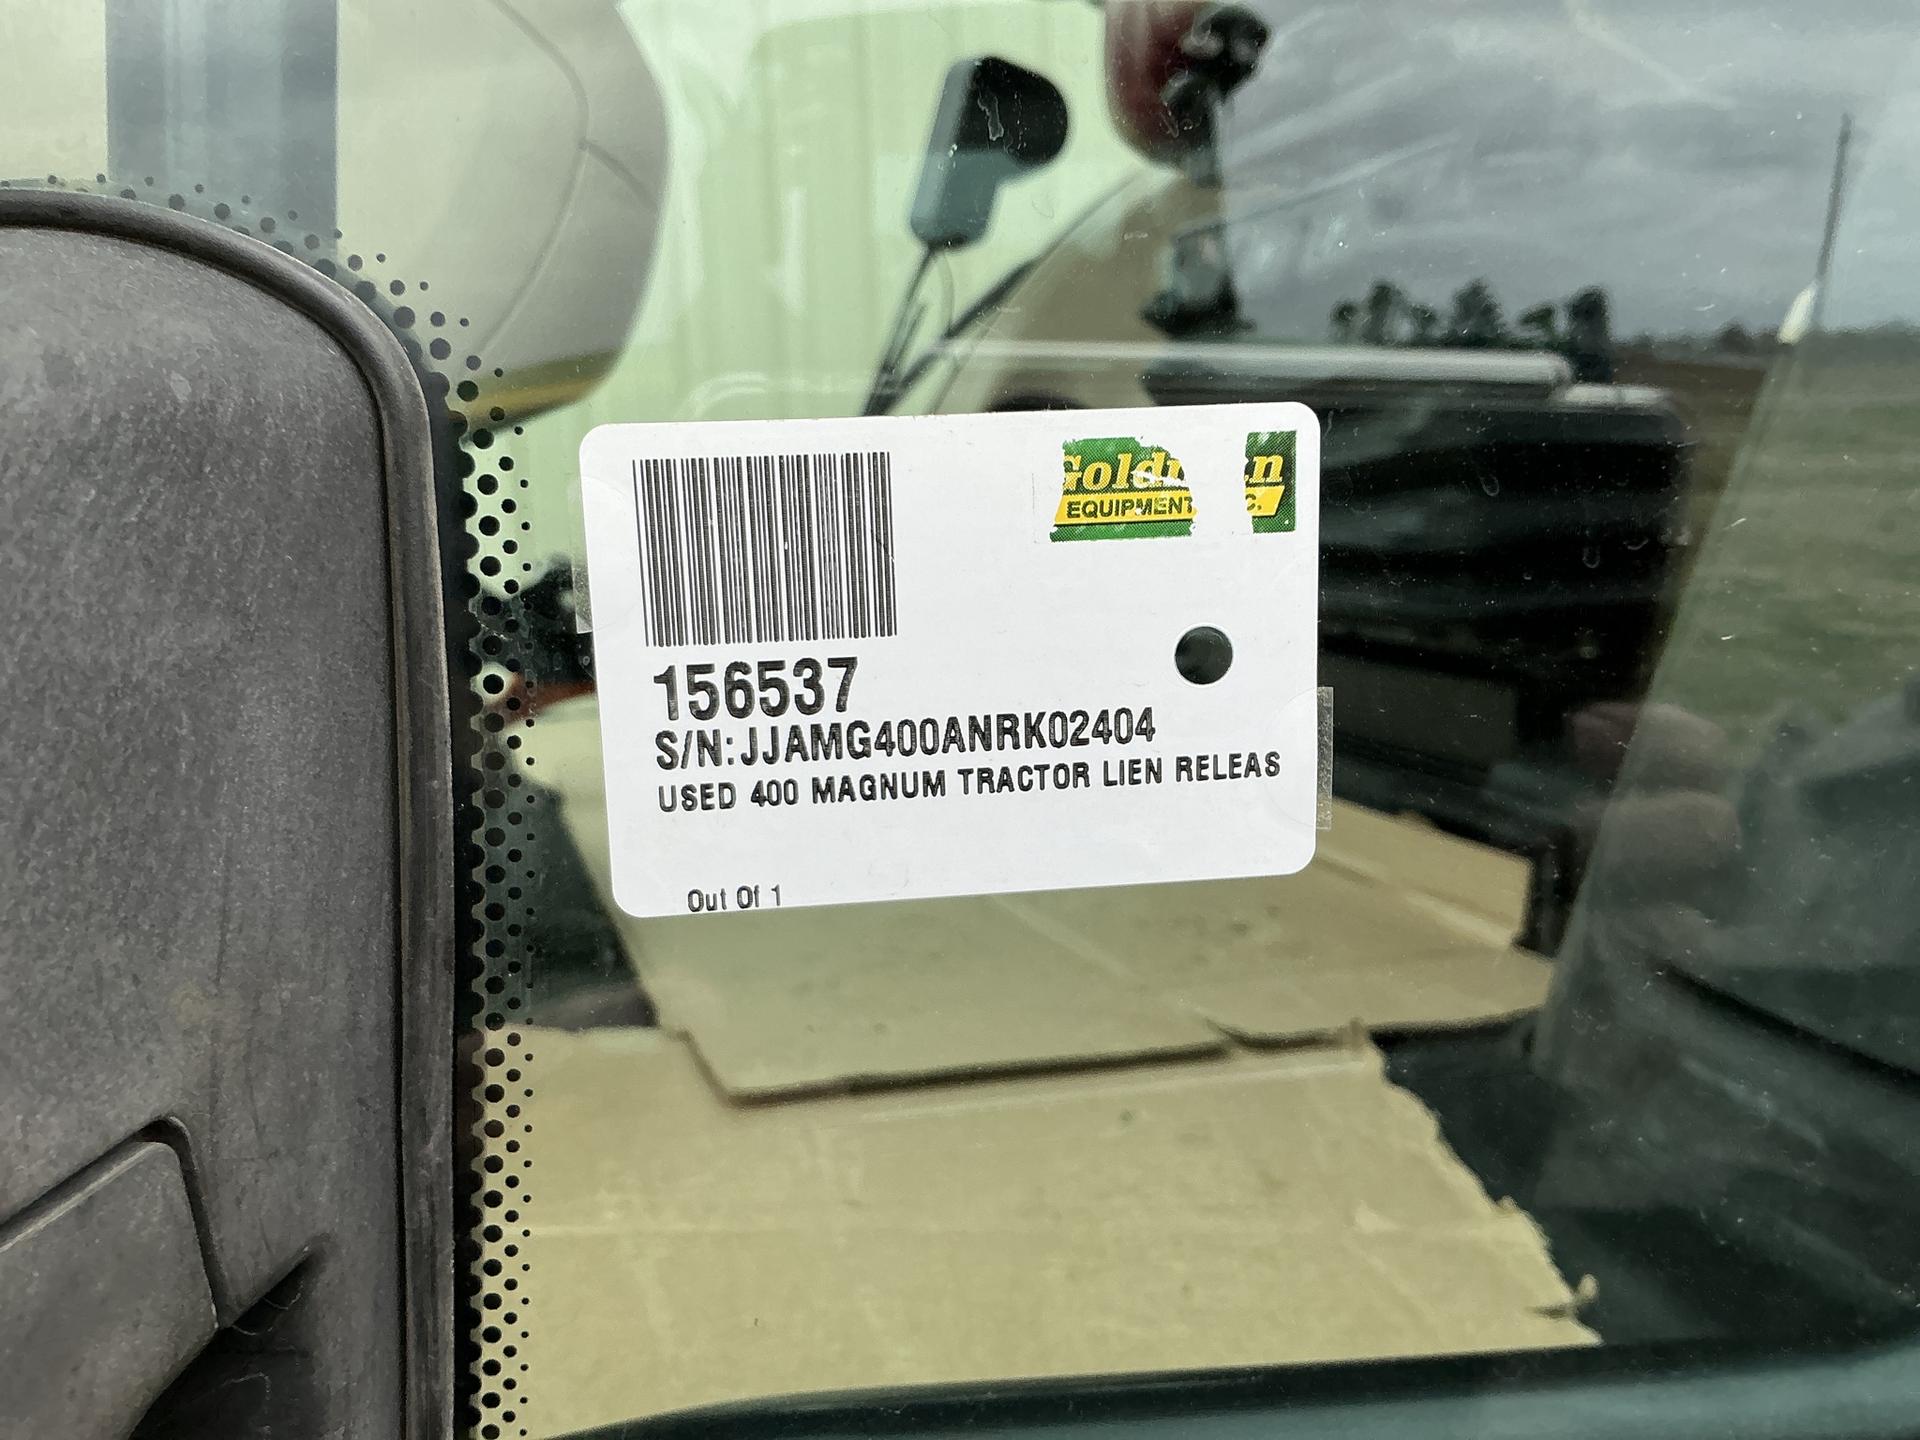 EQUIPMENT
156537
S/N:JJAMG400ANRK02404
USED 400 MAGNUM TRACTOR LIEN RELEAS
Out Of 1